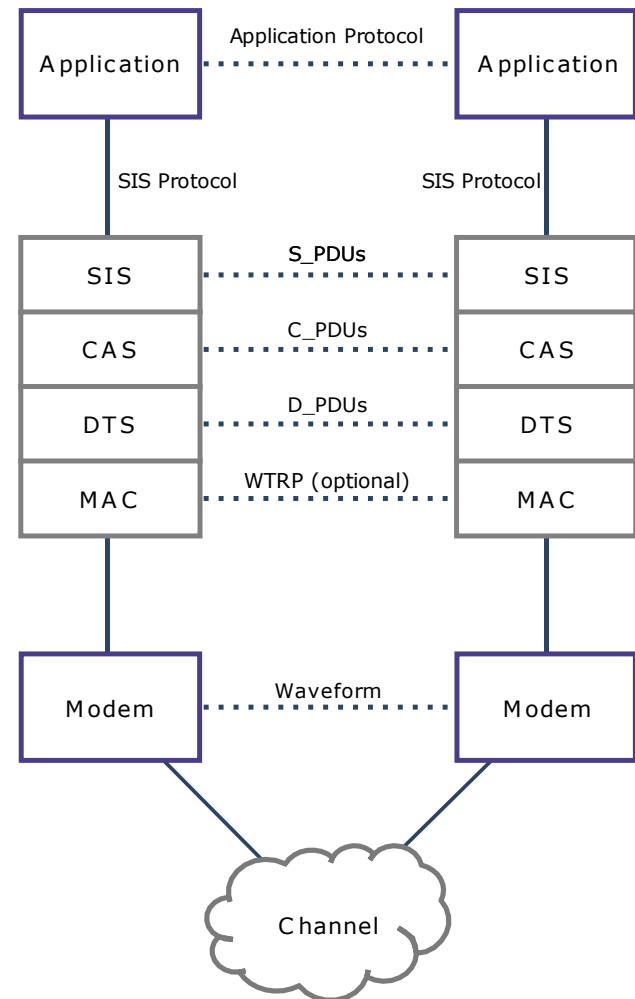 Application Protocol
Application
Application
SIS Protocol
SIS Protocol
S_PDUs
SIS
SIS
C_PDUs
CAS
CAS
D_PDUs
DTS
DTS
WTRP (optional)
MAC
MAC
Waveform
Modem
Modem
Channel